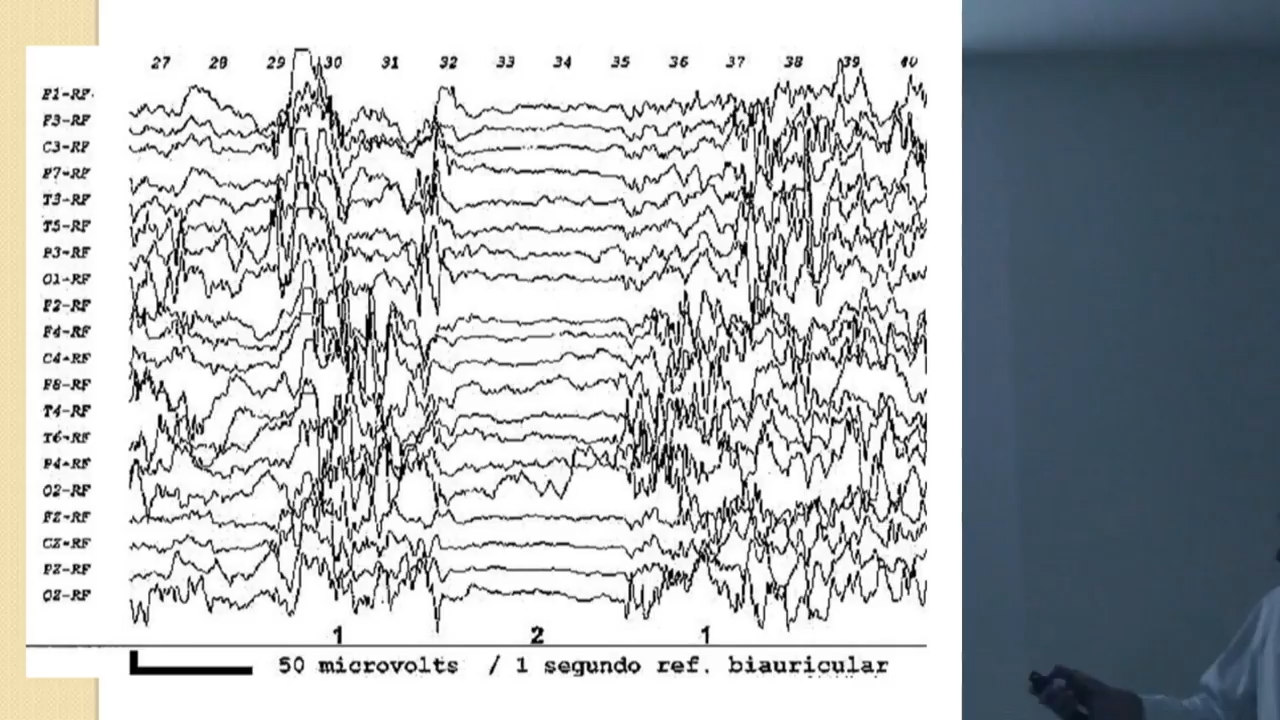 27 28 29 30 31 32 33 34 35 36 37 38 39 40
F1-RF
F3-RF
C3-RF
F7-RF
T3-RF
T5-RF
P3-RF
O1-RF
F2-RF
F4-RF
C4-RF
F8-RF
T4-RF
T6-RF
P4-RF
O2-RF
FZ-RF
CZ-RF
PZ-RF
OZ-RF
1 2 1
50 microvolts / 1 segundo ref. biauricular